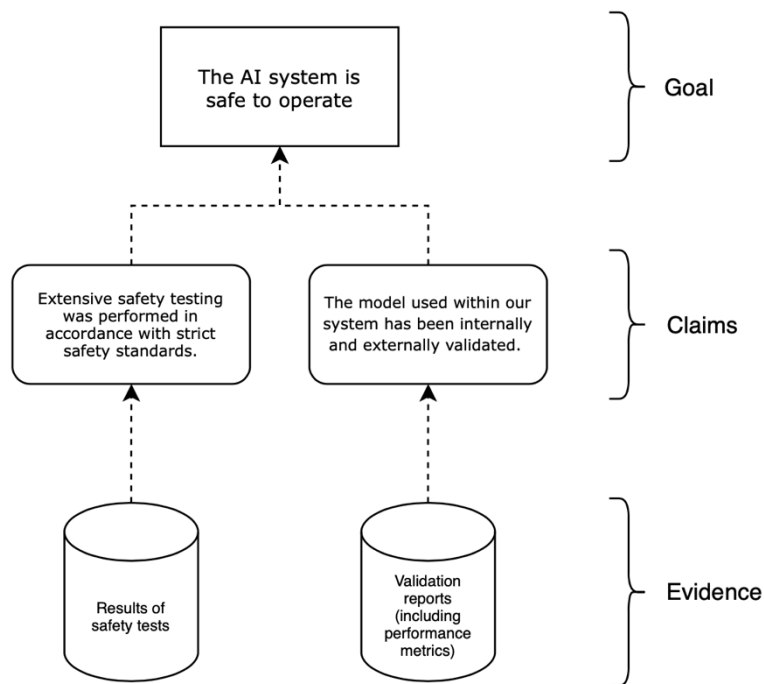 The AI system is
safe to operate
Goal
Extensive safety testing
was performed in
accordance with strict
safety standards.
The model used within our
system has been internally
and externally validated.
Claims
Results of
safety tests
Validation
reports
(including
performance
metrics)
Evidence